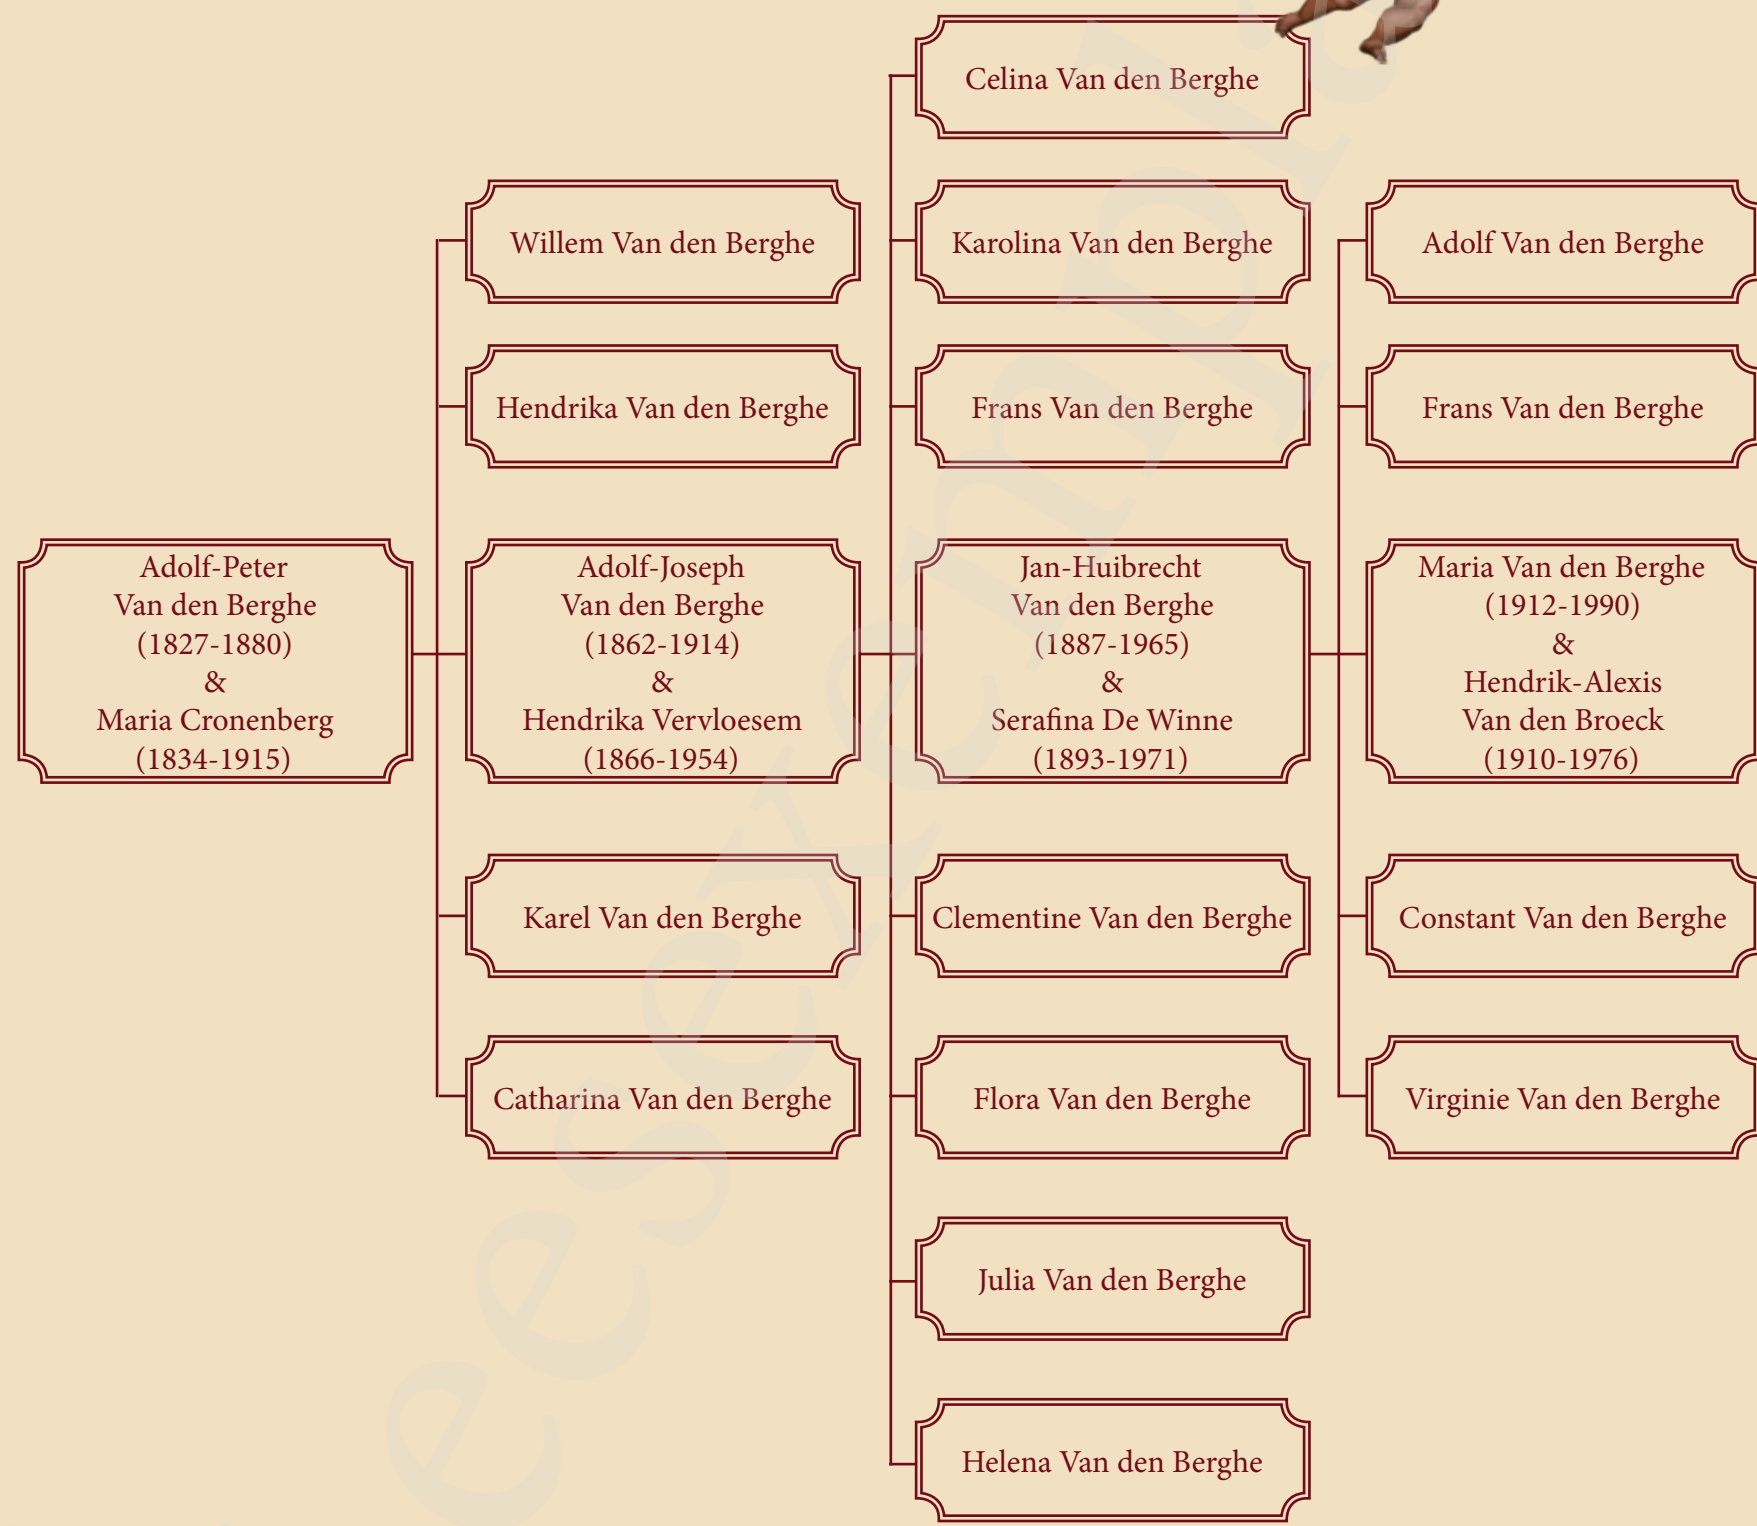 Celina Van den Berghe
Willem Van den Berghe
Karolina Van den Berghe
Adolf Van den Berghe
Hendrika Van den Berghe
Frans Van den Berghe
Frans Van den Berghe
Adolf-Peter
Van den Berghe
(1827-1880)
&
Maria Cronenberg
(1834-1915)
Adolf-Joseph
Van den Berghe
(1862-1914)
&
Hendrika Vervloesem
(1866-1954)
Jan-Huibrecht
Van den Berghe
(1887-1965)
&
Serafina De Winne
(1893-1971)
Maria Van den Berghe
(1912-1990)
&
Hendrik-Alexis
Van den Broeck
(1910-1976)
Karel Van den Berghe
Clementine Van den Berghe
Constant Van den Berghe
Catharina Van den Berghe
Flora Van den Berghe
Virginie Van den Berghe
Julia Van den Berghe
Helena Van den Berghe